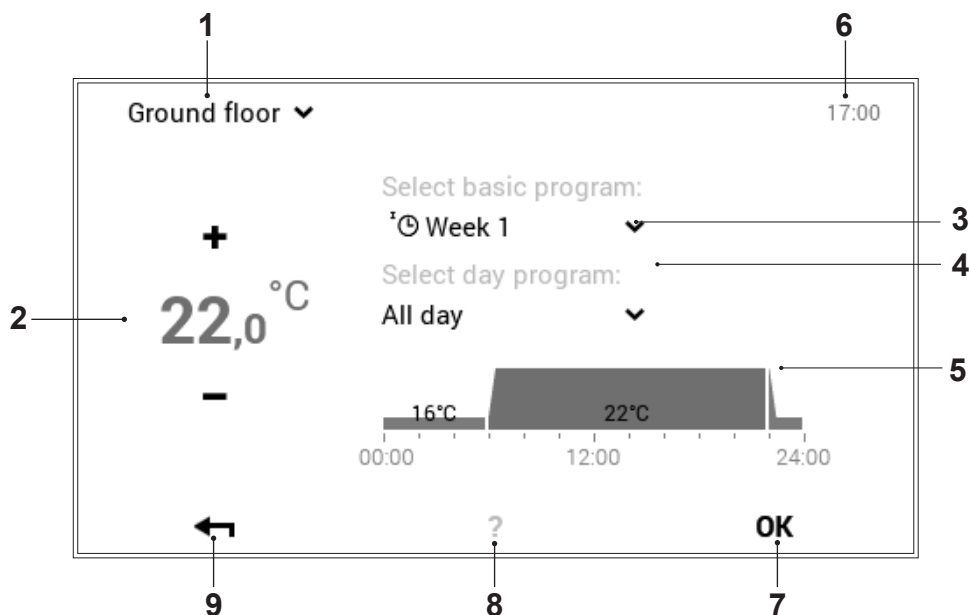 1
6
Ground floor
17:00
Select basic program:
z Week 1
3
Select day program:
4
+
22,0 °C
2
All day
−
5
16°C
22°C
00:00
12:00
24:00
?
OK
9
8
7